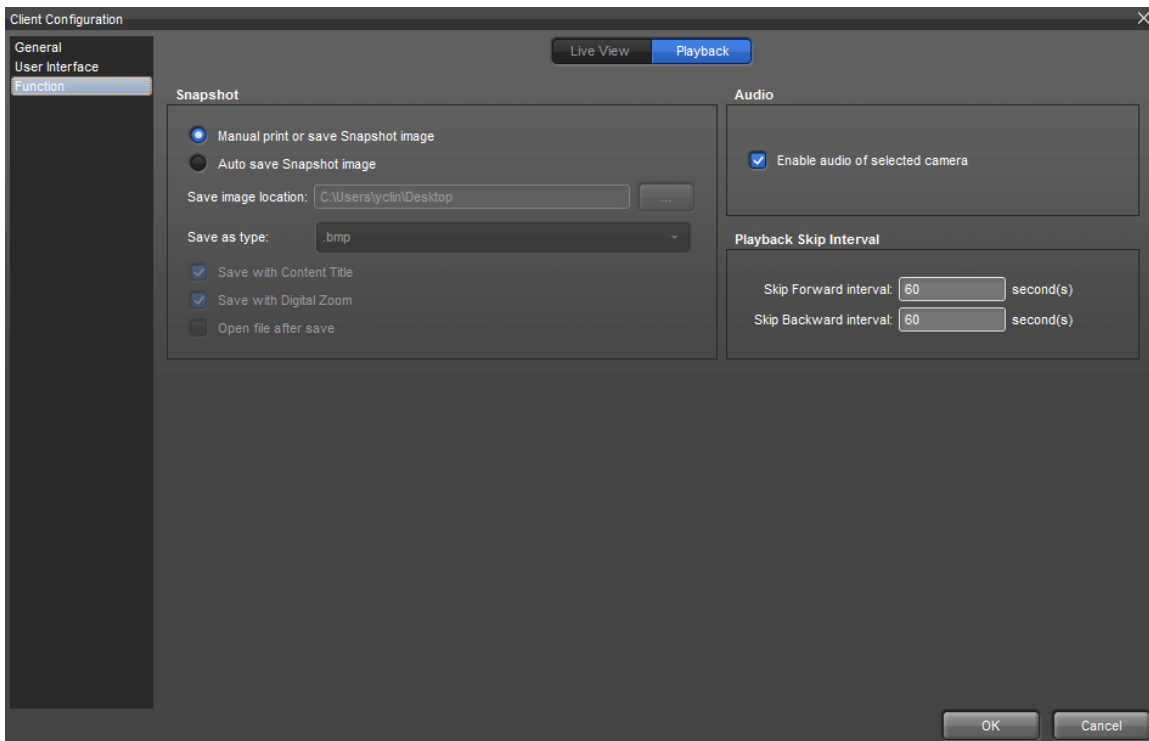 Client Configuration
General
User Interface
Function
Live View
Playback
Snapshot
Manual print or save Snapshot image
Auto save Snapshot image
Save image location: C:\Users\yclin\Desktop ...
Save as type: .bmp
Save with Content Title
Save with Digital Zoom
Open file after save
Audio
Enable audio of selected camera
Playback Skip Interval
Skip Forward interval: 60 second(s)
Skip Backward interval: 60 second(s)
OK
Cancel